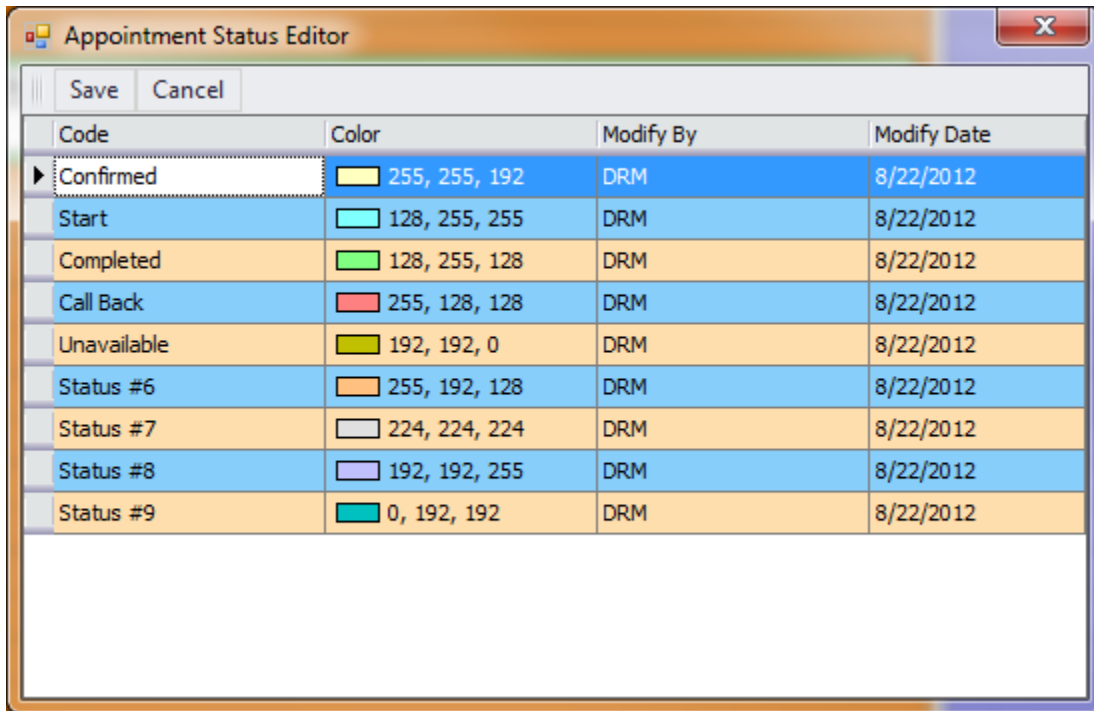 Appointment Status Editor
Save Cancel
Code Color Modify By Modify Date
Confirmed 255, 255, 192 DRM 8/22/2012
Start 128, 255, 255 DRM 8/22/2012
Completed 128, 255, 128 DRM 8/22/2012
Call Back 255, 128, 128 DRM 8/22/2012
Unavailable 192, 192, 0 DRM 8/22/2012
Status #6 255, 192, 128 DRM 8/22/2012
Status #7 224, 224, 224 DRM 8/22/2012
Status #8 192, 192, 255 DRM 8/22/2012
Status #9 0, 192, 192 DRM 8/22/2012